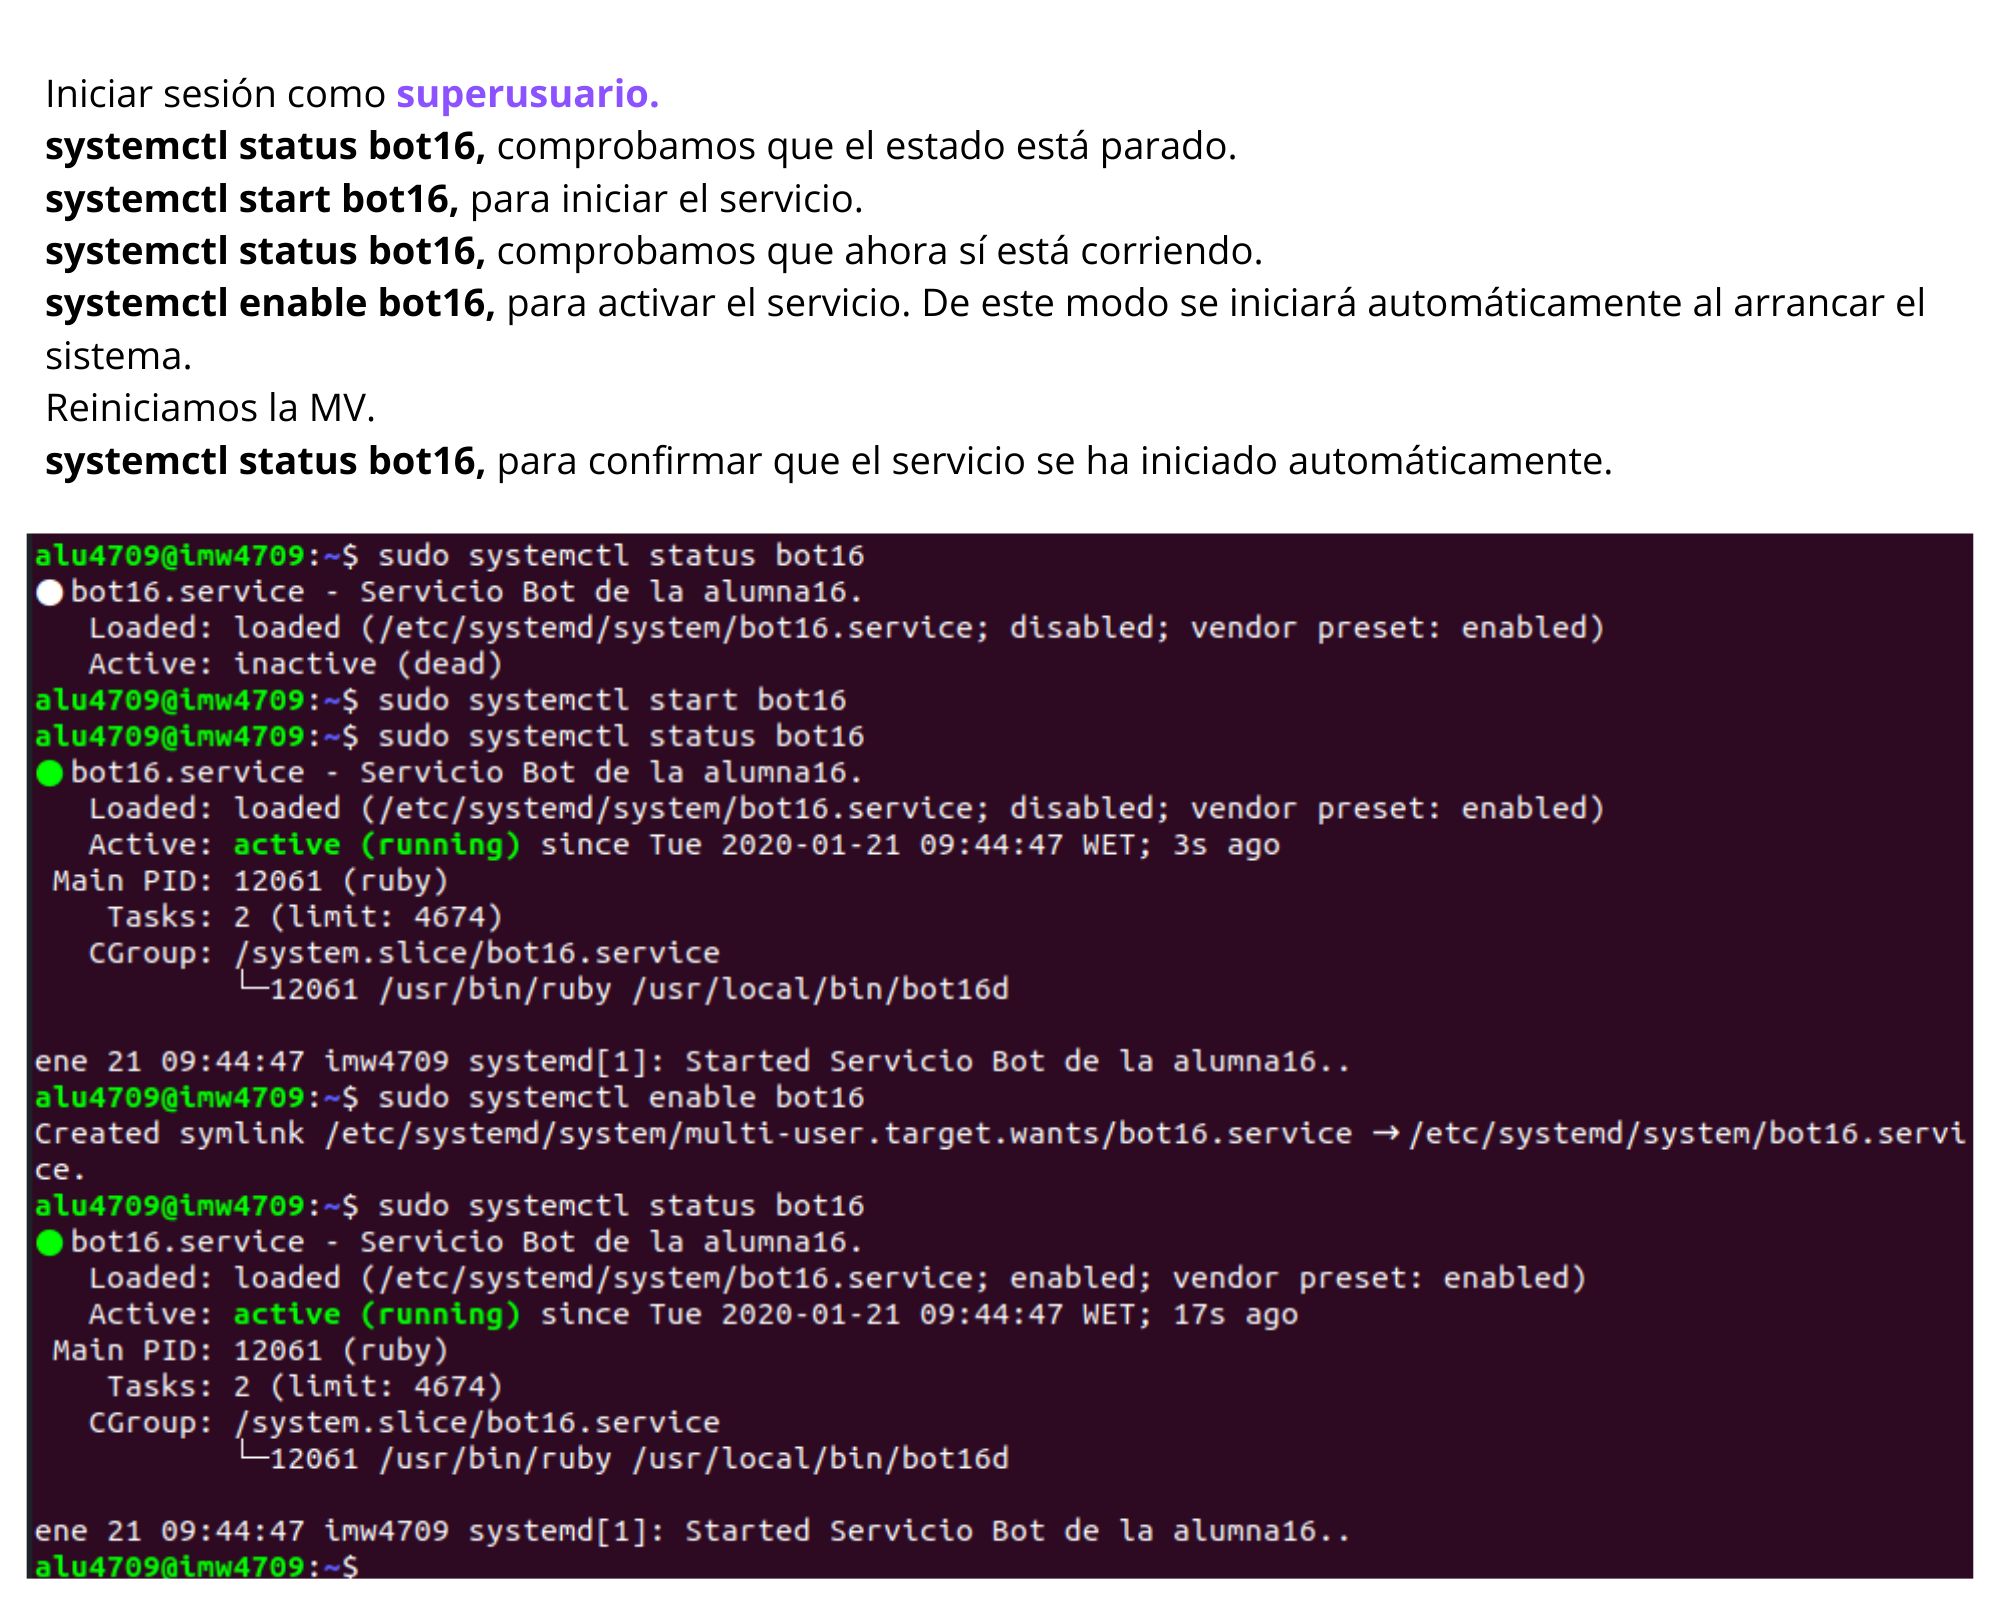 Iniciar sesión como superusuario.
systemctl status bot16, comprobamos que el estado está parado.
systemctl start bot16, para iniciar el servicio.
systemctl status bot16, comprobamos que ahora sí está corriendo.
systemctl enable bot16, para activar el servicio. De este modo se iniciará automáticamente al arrancar el
sistema.
Reiniciamos la MV.
systemctl status bot16, para confirmar que el servicio se ha iniciado automáticamente.
alu4709@imw4709:~$ sudo systemctl status bot16
● bot16.service - Servicio Bot de la alumna16.
   Loaded: loaded (/etc/systemd/system/bot16.service; disabled; vendor preset: enabled)
   Active: inactive (dead)
alu4709@imw4709:~$ sudo systemctl start bot16
alu4709@imw4709:~$ sudo systemctl status bot16
● bot16.service - Servicio Bot de la alumna16.
   Loaded: loaded (/etc/systemd/system/bot16.service; disabled; vendor preset: enabled)
   Active: active (running) since Tue 2020-01-21 09:44:47 WET; 3s ago
 Main PID: 12061 (ruby)
    Tasks: 2 (limit: 4674)
   CGroup: /system.slice/bot16.service
           └─12061 /usr/bin/ruby /usr/local/bin/bot16d
ene 21 09:44:47 imw4709 systemd[1]: Started Servicio Bot de la alumna16..
alu4709@imw4709:~$ sudo systemctl enable bot16
Created symlink /etc/systemd/system/multi-user.target.wants/bot16.service → /etc/systemd/system/bot16.servi
ce.
alu4709@imw4709:~$ sudo systemctl status bot16
● bot16.service - Servicio Bot de la alumna16.
   Loaded: loaded (/etc/systemd/system/bot16.service; enabled; vendor preset: enabled)
   Active: active (running) since Tue 2020-01-21 09:44:47 WET; 17s ago
 Main PID: 12061 (ruby)
    Tasks: 2 (limit: 4674)
   CGroup: /system.slice/bot16.service
           └─12061 /usr/bin/ruby /usr/local/bin/bot16d
ene 21 09:44:47 imw4709 systemd[1]: Started Servicio Bot de la alumna16..
alu4709@imw4709:~$